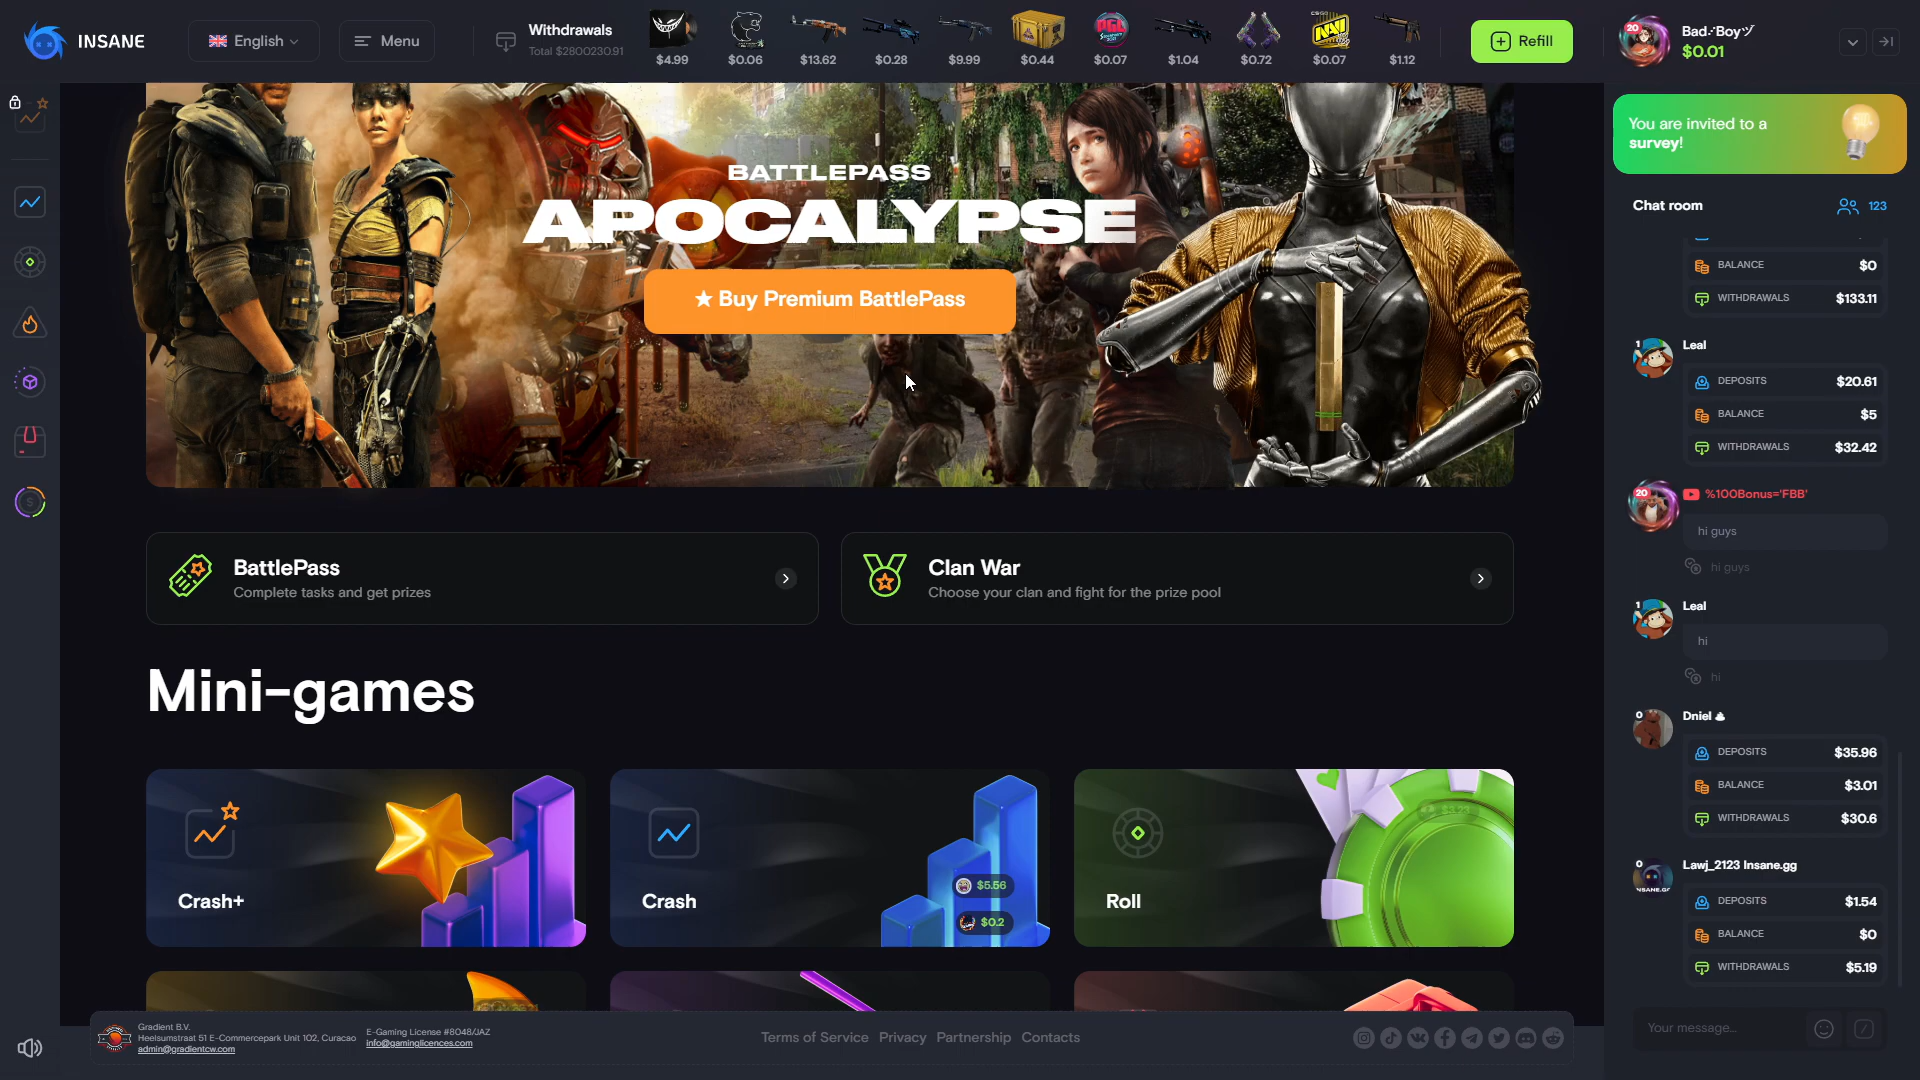 INSANE
English
Menu
Withdrawals
Total $2800230.91
$4.99
$0.06
$13.62
$0.28
$9.99
$0.44
$0.07
$1.04
$0.72
$0.07
$1.12
Refill
20
$0.01
You are invited to a
survey!
Chat room
123
BATTLEPASS
APOCALYPSE
★ Buy Premium BattlePass
BattlePass
Complete tasks and get prizes
Clan War
Choose your clan and fight for the prize pool
Mini-games
Crash+
Crash
$5.56
$0.2
Roll
BALANCE $0
WITHDRAWALS $133.11
1
Leal
DEPOSITS $20.61
BALANCE $5
WITHDRAWALS $32.42
20
%100Bonus='FBB'
hi guys
hi guys
1
Leal
hi
hi
0
Dniel
DEPOSITS $35.96
BALANCE $3.01
WITHDRAWALS $30.6
0
Lawj_2123 Insane.gg
DEPOSITS $1.54
BALANCE $0
WITHDRAWALS $5.19
Your message...
Gradient B.V.
Heelsumstraat 51 E-Commercepark Unit 102, Curacao
admin@gradientcw.com
E-Gaming License #8048/JAZ
info@gaminglicences.com
Terms of Service
Privacy
Partnership
Contacts